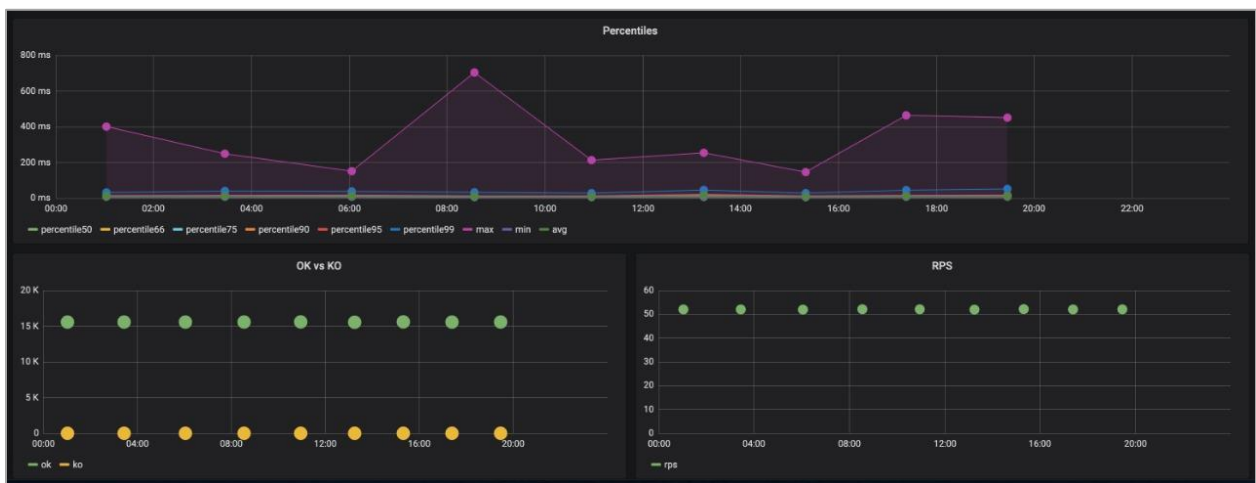 Percentiles
800 ms
600 ms
400 ms
200 ms
0 ms
00:00 02:00 04:00 06:00 08:00 10:00 12:00 14:00 16:00 18:00 20:00 22:00
percentile50 percentile66 percentile75 percentile90 percentile95 percentile99 max min avg
OK vs KO
20 K
15 K
10 K
5 K
0
00:00 04:00 08:00 12:00 16:00 20:00
ok ko
RPS
60
50
40
30
20
10
0
00:00 04:00 08:00 12:00 16:00 20:00
rps